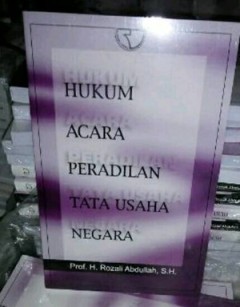 HUKUM
ACARA
PERADILAN
TATA USAHA
NEGARA
Prof. H. Rozali Abdullah, S.H.